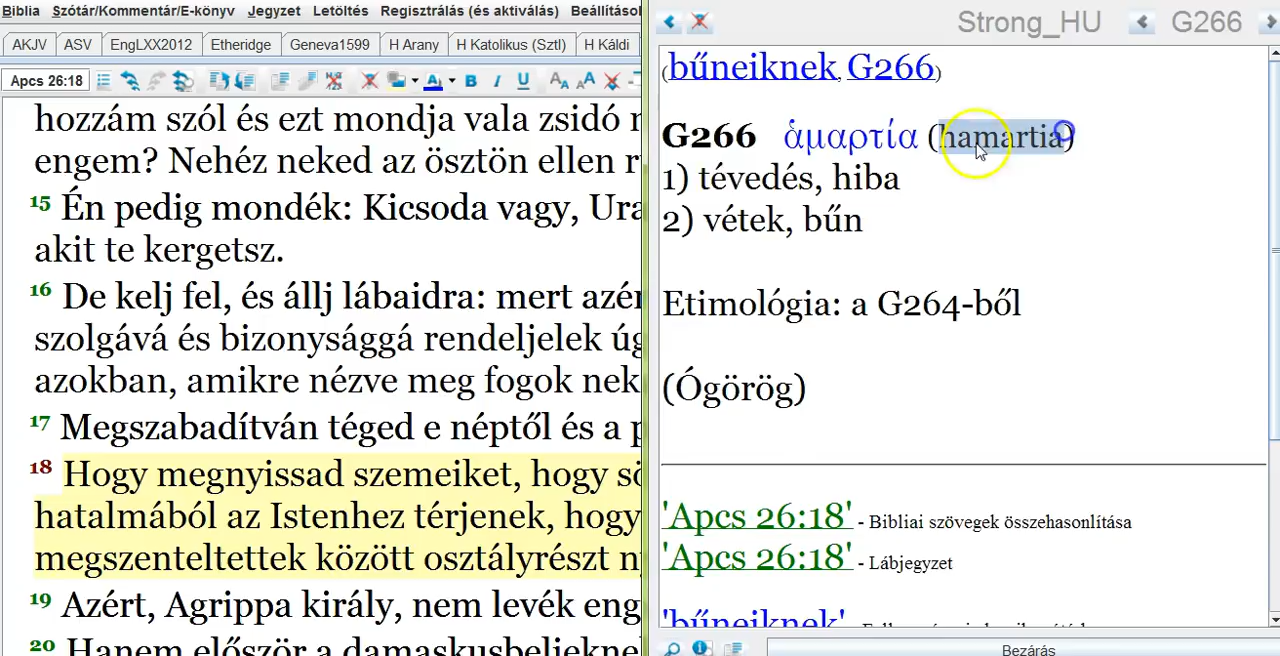 Biblia Szótár/Kommentár/E-könyv Jegyzet Letöltés Regisztrálás (és aktiválás)
AKJV ASV EngLXX2012 Etheridge Geneva1599 H Arany H Katolikus (Sztl) H Káldi
Apcs 26:18
hozzám szól és ezt mondja vala zsidó
engem? Nehéz neked az ösztön ellen
15 Én pedig mondék: Kicsoda vagy,
akit te kergetsz.
16 De kelj fel, és állj lábaidra: mert
szolgává és bizonysággá rendeljelek
azokban, amikre nézve meg fogok
17 Megszabadítván téged e néptől és a
18 Hogy megnyissad szemeiket, hogy
hatalmából az Istenhez térjenek, hogy
megszenteltettek között osztályrészt
19 Azért, Agrippa király, nem levék
20 Hanem először a
Strong_HU G266
(bűneiknek, G266)
G266 ἁμαρτία (hamartia)
1) tévedés, hiba
2) vétek, bűn
Etimológia: a G264-ből
(Ógörög)
'Apcs 26:18' - Bibliai szövegek összehasonlítása
'Apcs 26:18' - Lábjegyzet
'bűneiknek'
Bezárás